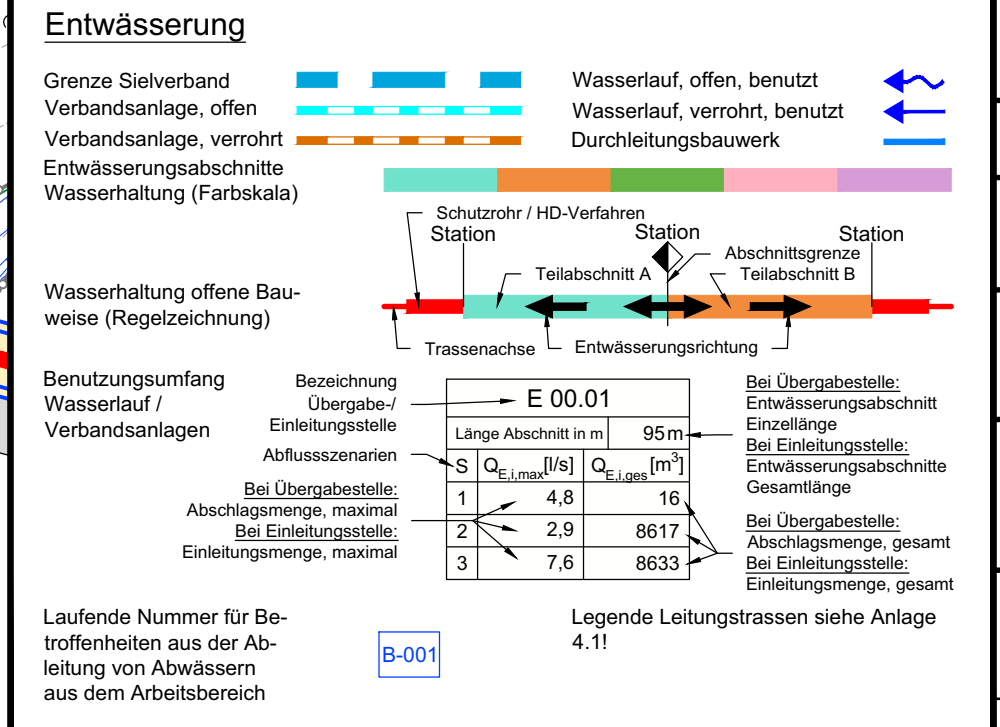 Entwässerung
Grenze Sielverband
Verbandsanlage, offen
Verbandsanlage, verrohrt
Wasserlauf, offen, benutzt
Wasserlauf, verrohrt, benutzt
Durchleitungsbauwerk
Entwässerungsabschnitte
Wasserhaltung (Farbskala)
Schutzrohr / HD-Verfahren
Station
Station
Station
Abschnittsgrenze
Teilabschnitt A
Teilabschnitt B
Wasserhaltung offene Bau-
weise (Regelzeichnung)
Trassenachse
Entwässerungsrichtung
Benutzungsumfang
Wasserlauf /
Verbandsanlagen
Bezeichnung
Übergabe-/
Einleitungsstelle
Abflussszenarien
Bei Übergabestelle:
Abschlagsmenge, maximal
Bei Einleitungsstelle:
Einleitungsmenge, maximal
E 00.01
Länge Abschnitt in m 95m
S Q_E,i,max[l/s] Q_E,i,ges[m³]
1 4,8 16
2 2,9 8617
3 7,6 8633
Bei Übergabestelle:
Entwässerungsabschnitt
Einzellänge
Bei Einleitungsstelle:
Entwässerungsabschnitte
Gesamtlänge
Bei Übergabestelle:
Abschlagsmenge, gesamt
Bei Einleitungsstelle:
Einleitungsmenge, gesamt
Laufende Nummer für Be-
troffenheiten aus der Ab-
leitung von Abwässern
aus dem Arbeitsbereich
B-001
Legende Leitungstrassen siehe Anlage
4.1!